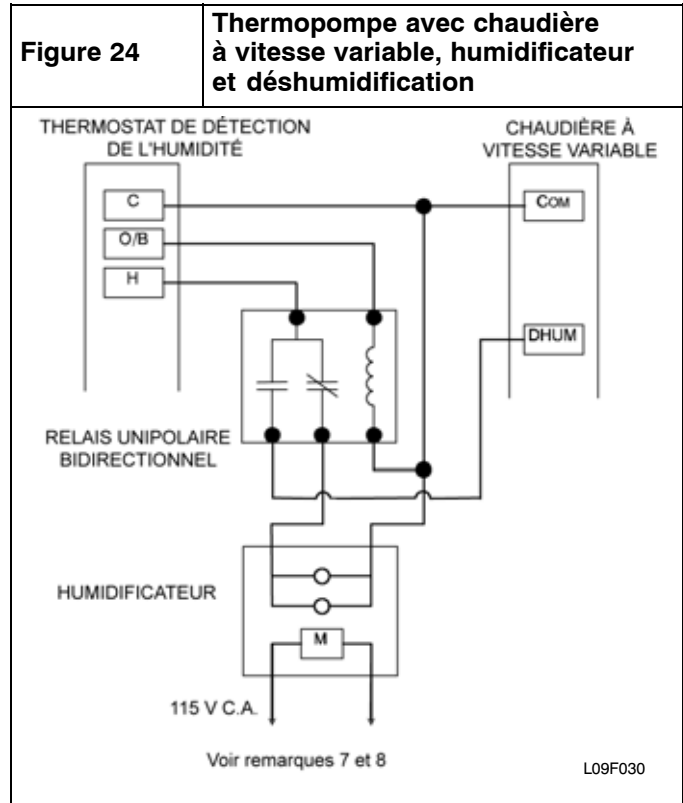 Figure 24
Thermopompe avec chaudière
à vitesse variable, humidificateur
et déshumidification
THERMOSTAT DE DÉTECTION
DE L'HUMIDITÉ
CHAUDIÈRE À
VITESSE VARIABLE
C
COM
O/B
H
DHUM
RELAIS UNIPOLAIRE
BIDIRECTIONNEL
HUMIDIFICATEUR
M
115 V C.A.
Voir remarques 7 et 8
L09F030